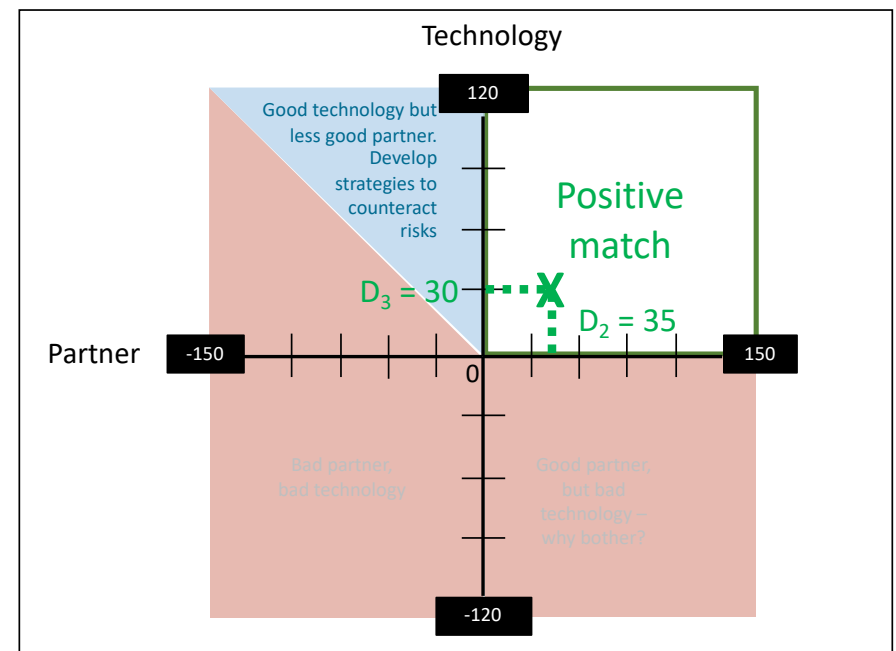 Technology
120
Good technology but
less good partner.
Develop
strategies to
counteract
risks
Positive
match
D₃ = 30
X
D₂ = 35
Partner
-150
150
0
Bad partner,
bad technology
Good partner,
but bad
technology –
why bother?
-120